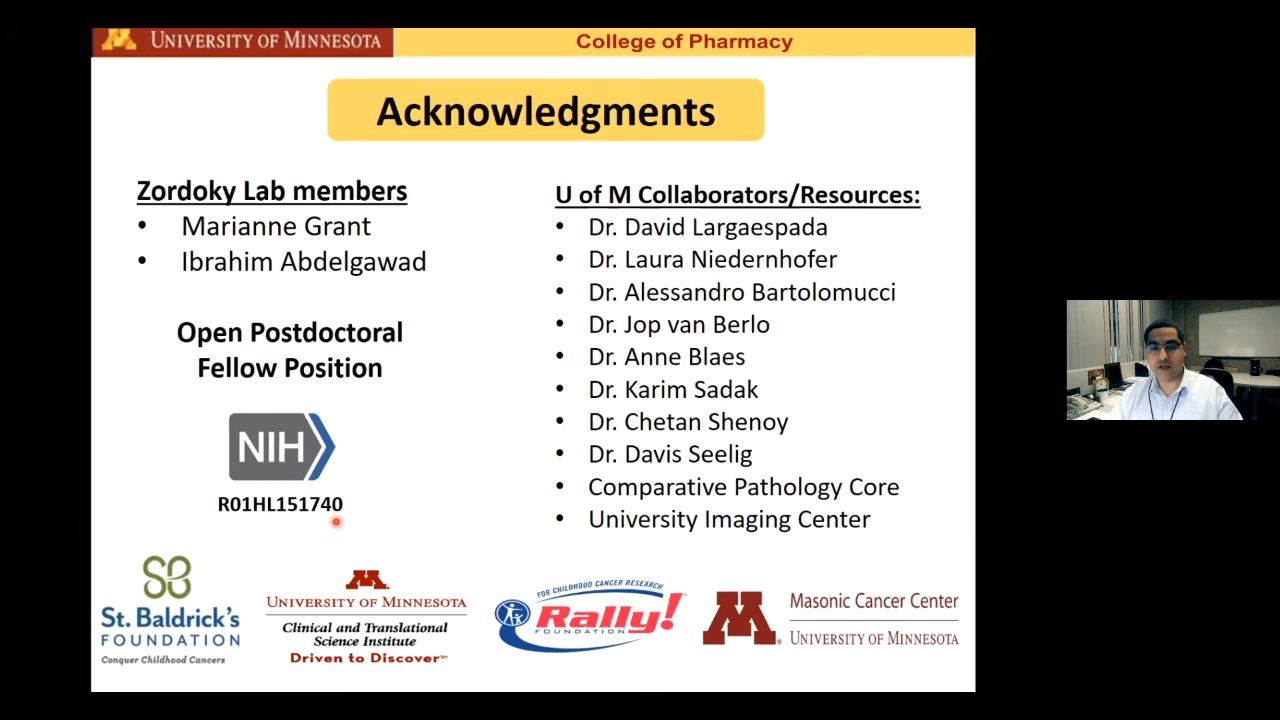 UNIVERSITY OF MINNESOTA
College of Pharmacy
Acknowledgments
Zordoky Lab members
• Marianne Grant
• Ibrahim Abdelgawad
Open Postdoctoral
Fellow Position
NIH
R01HL151740
U of M Collaborators/Resources:
• Dr. David Largaespada
• Dr. Laura Niedernhofer
• Dr. Alessandro Bartolomucci
• Dr. Jop van Berlo
• Dr. Anne Blaes
• Dr. Karim Sadak
• Dr. Chetan Shenoy
• Dr. Davis Seelig
• Comparative Pathology Core
• University Imaging Center
St. Baldrick's
FOUNDATION
Conquer Childhood Cancers
UNIVERSITY OF MINNESOTA
Clinical and Translational
Science Institute
Driven to Discover
FOR CHILDHOOD CANCER RESEARCH
Rally!
FOUNDATION
M
Masonic Cancer Center
UNIVERSITY OF MINNESOTA